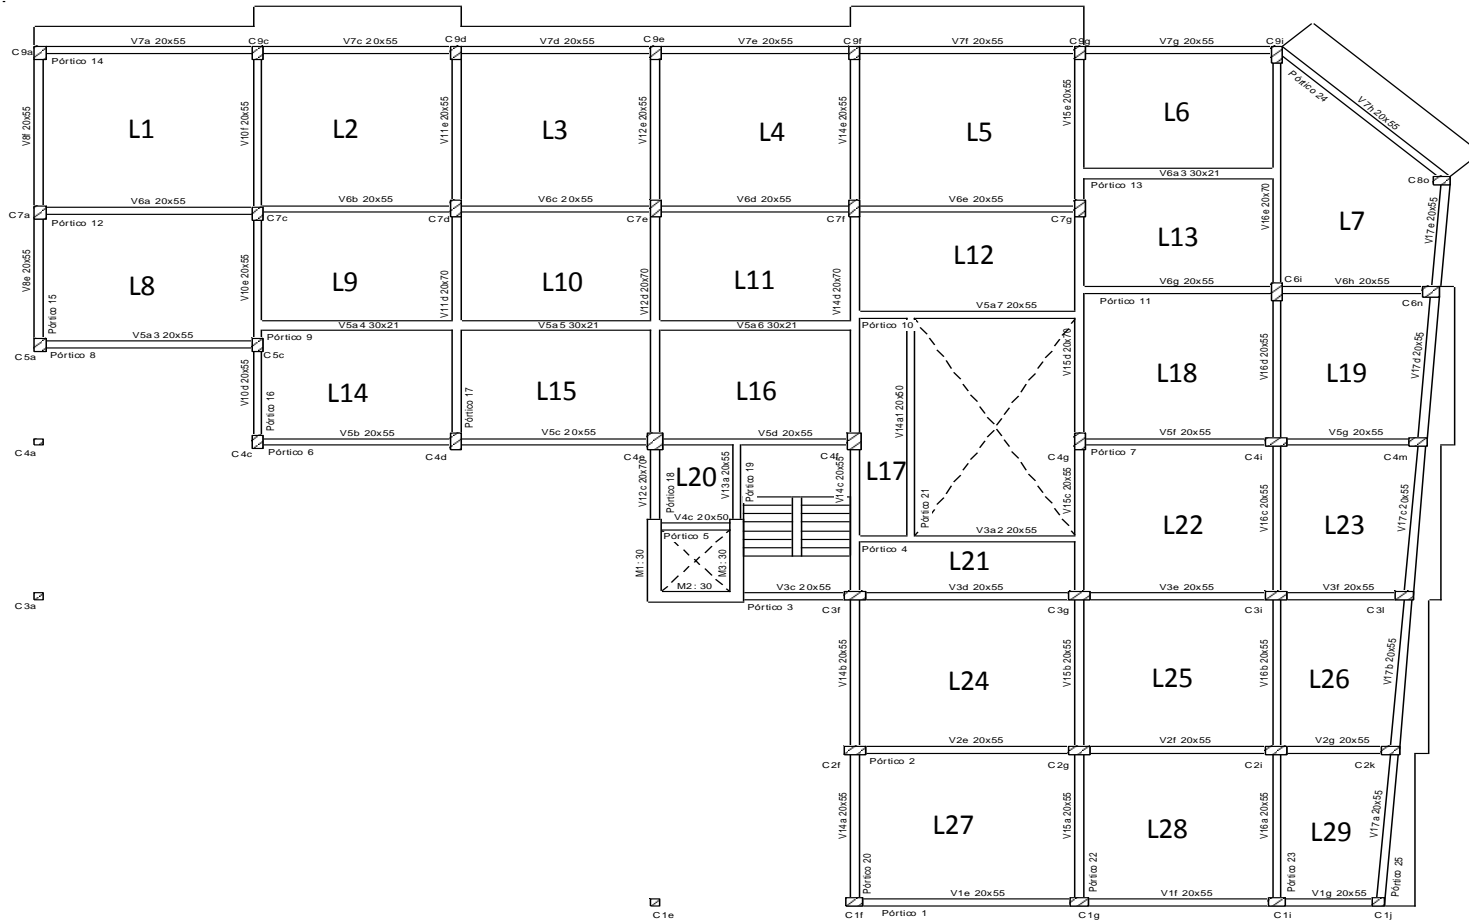 V7a 20x55
V7c 20x55
V7d 20x55
V7e 20x55
V7f 20x55
V7g 20x55
C9a
C9c
C9d
C9e
C9f
C9g
C9i
Pórtico 14
Pórtico 24
V7h 20x55
V8f 20x55
V10f 20x55
V11e 20x55
V12e 20x55
V14e 20x55
V15e 20x55
L1
L2
L3
L4
L5
L6
V6a3 30x21
Pórtico 13
C8o
V6a 20x55
V6b 20x55
V6c 20x55
V6d 20x55
V6e 20x55
C7a
Pórtico 12
C7c
C7d
C7e
C7f
C7g
V16e 20x70
V17e 20x55
L7
L13
L12
L8
L9
L10
L11
V8e 20x55
Pórtico 15
V10e 20x55
V11d 20x70
V12d 20x70
V14d 20x70
V6g 20x55
C6i
V6h 20x55
C6n
Pórtico 11
V5a7 20x55
V5a3 20x55
V5a4 30x21
V5a5 30x21
V5a6 30x21
Pórtico 10
C5a
Pórtico 8
Pórtico 9
C5c
V10d 20x55
Pórtico 16
Pórtico 17
L14
L15
L16
V14a1 20x50
V15d 20x70
L18
V16d 20x55
L19
V17d 20x55
C4a
V5b 20x55
V5c 20x55
V5d 20x55
V5f 20x55
V5g 20x55
C4c
Pórtico 6
C4d
C4e
C4f
C4g
Pórtico 7
C4i
C4m
V12c 20x70
Pórtico 18
L20
V13a 20x55
Pórtico 19
V14c 20x55
L17
Pórtico 21
V15c 20x55
L22
V16c 20x55
L23
V17c 20x55
V4c 20x50
Pórtico 5
V3a2 20x55
Pórtico 4
M1: 30
M3: 30
M2: 30
L21
C3a
V3c 20x55
V3d 20x55
V3e 20x55
V3f 20x55
Pórtico 3
C3f
C3g
C3i
C3l
V14b 20x55
L24
V15b 20x55
L25
V16b 20x55
L26
V17b 20x55
V2e 20x55
V2f 20x55
V2g 20x55
C2f
Pórtico 2
C2g
C2i
C2k
V14a 20x55
Pórtico 20
L27
V15a 20x55
Pórtico 22
L28
V16a 20x55
Pórtico 23
L29
V17a 20x55
Pórtico 25
V1e 20x55
V1f 20x55
V1g 20x55
C1e
C1f
Pórtico 1
C1g
C1i
C1j